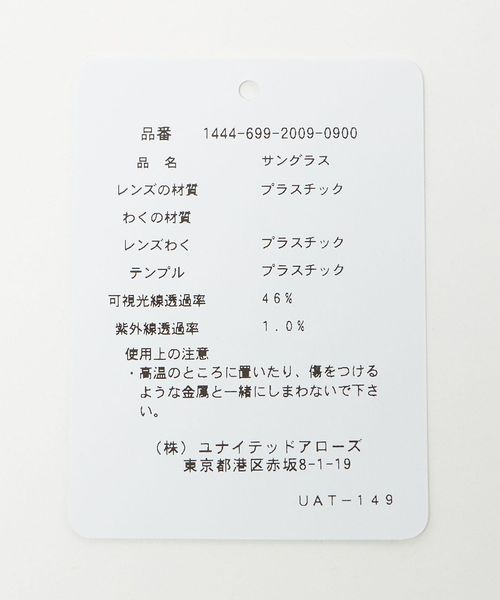 品番 1444-699-2009-0900
品 名 サングラス
レンズの材質 プラスチック
わくの材質
レンズわく プラスチック
テンプル プラスチック
可視光線透過率 46%
紫外線透過率 1.0%
使用上の注意
・高温のところに置いたり、傷をつける
ような金属と一緒にしまわないで下さ
い。
（株）ユナイテッドアローズ
東京都港区赤坂8-1-19
UAT-149